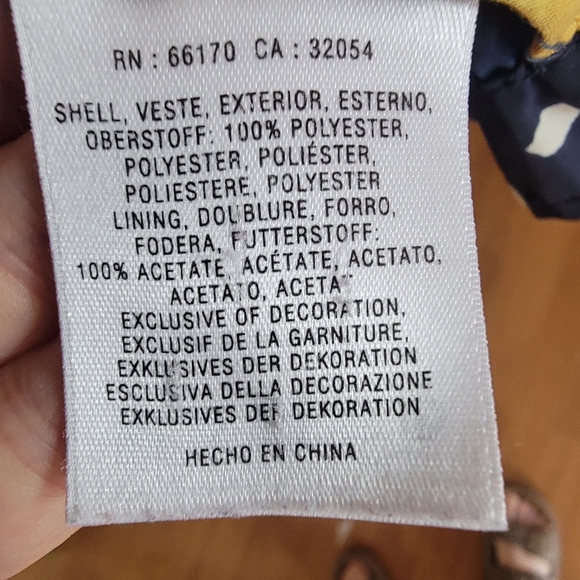 RN : 66170 CA : 32054
SHELL, VESTE, EXTERIOR, ESTERNO,
OBERSTOFF: 100% POLYESTER,
POLYESTER, POLIÉSTER,
POLIESTERE, POLYESTER
LINING, DOUBLURE, FORRO,
FODERA, FUTTERSTOFF:
100% ACETATE, ACÉTATE, ACETATO,
ACETATO, ACETAT
EXCLUSIVE OF DECORATION,
EXCLUSIF DE LA GARNITURE,
EXKLUSIVES DER DEKORATION
ESCLUSIVA DELLA DECORAZIONE
EXKLUSIVES DER DEKORATION
HECHO EN CHINA